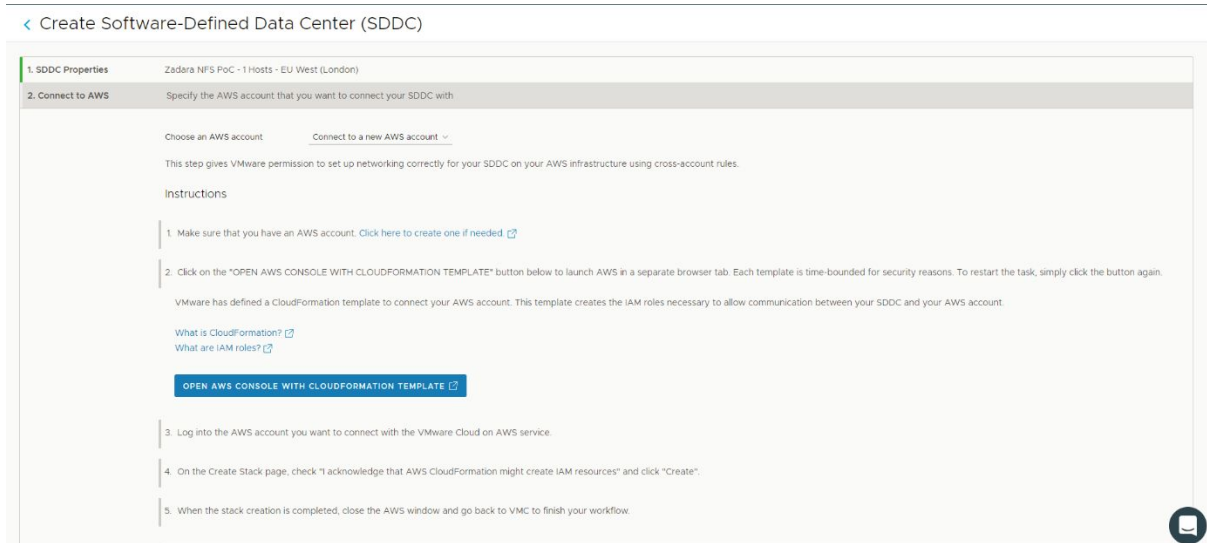 Create Software-Defined Data Center (SDDC)
1. SDDC Properties Zadara NFS PoC - 1 Hosts - EU West (London)
2. Connect to AWS Specify the AWS account that you want to connect your SDDC with
Choose an AWS account Connect to a new AWS account
This step gives VMware permission to set up networking correctly for your SDDC on your AWS infrastructure using cross-account rules.
Instructions
1. Make sure that you have an AWS account. Click here to create one if needed.
2. Click on the "OPEN AWS CONSOLE WITH CLOUDFORMATION TEMPLATE" button below to launch AWS in a separate browser tab. Each template is time-bounded for security reasons. To restart the task, simply click the button again.
VMware has defined a CloudFormation template to connect your AWS account. This template creates the IAM roles necessary to allow communication between your SDDC and your AWS account.
What is CloudFormation?
What are IAM roles?
OPEN AWS CONSOLE WITH CLOUDFORMATION TEMPLATE
3. Log into the AWS account you want to connect with the VMware Cloud on AWS service.
4. On the Create Stack page, check "I acknowledge that AWS CloudFormation might create IAM resources" and click "Create".
5. When the stack creation is completed, close the AWS window and go back to VMC to finish your workflow.